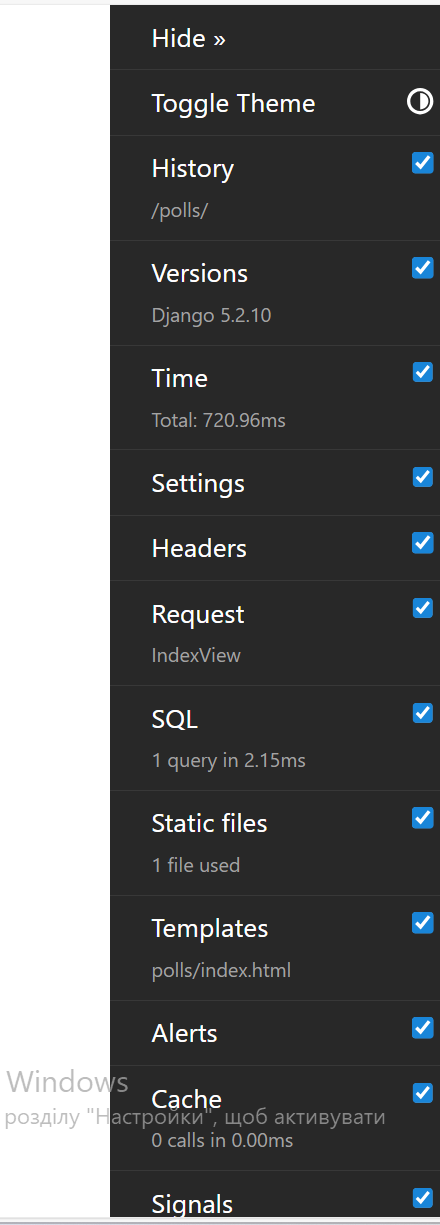 Hide »
Toggle Theme
History
/polls/
Versions
Django 5.2.10
Time
Total: 720.96ms
Settings
Headers
Request
IndexView
SQL
1 query in 2.15ms
Static files
1 file used
Templates
polls/index.html
Alerts
Windows
Cache
розділу "Настройки", щоб активувати
0 calls in 0.00ms
Signals